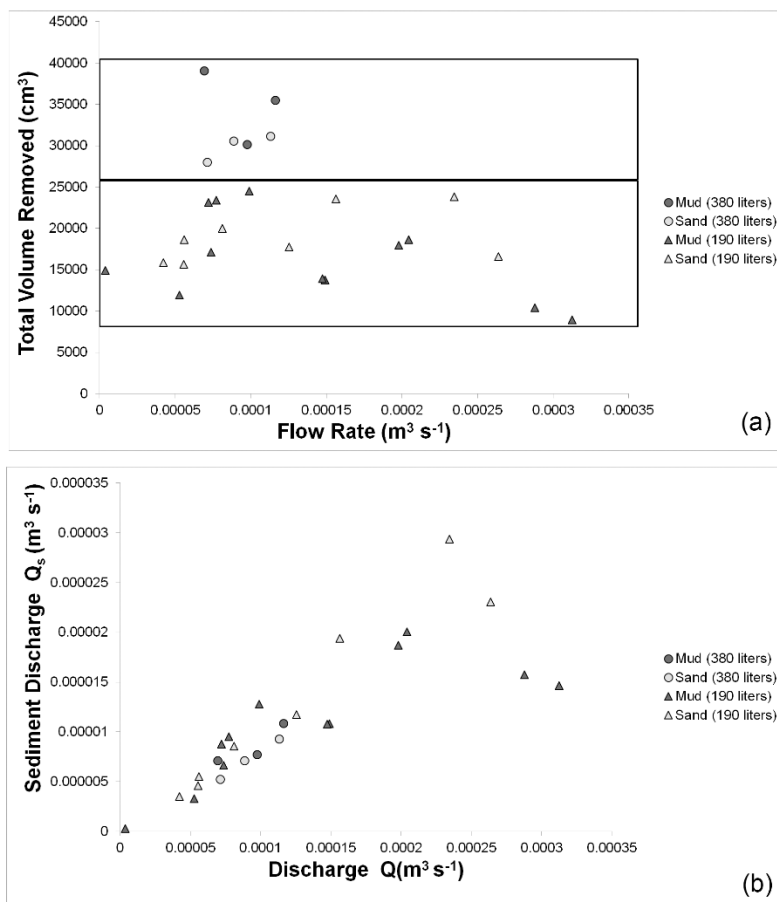 45000
40000
35000
30000
25000
20000
15000
10000
5000
0
Total Volume Removed (cm³)
0 0.00005 0.0001 0.00015 0.0002 0.00025 0.0003 0.00035
Flow Rate (m³ s⁻¹)
Mud (380 liters)
Sand (380 liters)
Mud (190 liters)
Sand (190 liters)
(a)
0.000035
0.00003
0.000025
0.00002
0.000015
0.00001
0.000005
0
Sediment Discharge Qs (m³ s⁻¹)
0 0.00005 0.0001 0.00015 0.0002 0.00025 0.0003 0.00035
Discharge Q(m³ s⁻¹)
Mud (380 liters)
Sand (380 liters)
Mud (190 liters)
Sand (190 liters)
(b)